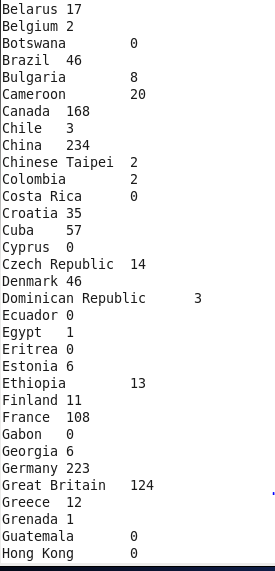 Belarus 17
Belgium 2
Botswana 0
Brazil 46
Bulgaria 8
Cameroon 20
Canada 168
Chile 3
China 234
Chinese Taipei 2
Colombia 2
Costa Rica 0
Croatia 35
Cuba 57
Cyprus 0
Czech Republic 14
Denmark 46
Dominican Republic 3
Ecuador 0
Egypt 1
Eritrea 0
Estonia 6
Ethiopia 13
Finland 11
France 108
Gabon 0
Georgia 6
Germany 223
Great Britain 124
Greece 12
Grenada 1
Guatemala 0
Hong Kong 0